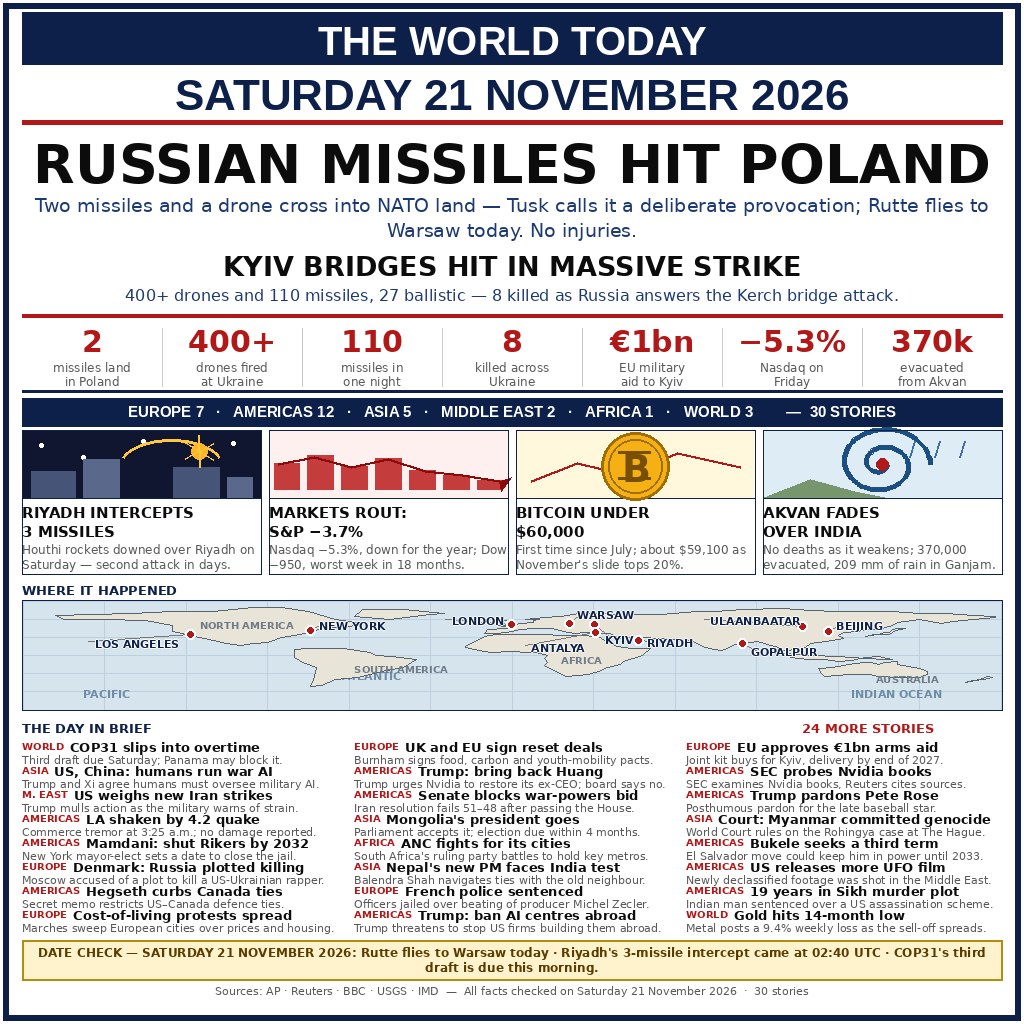 THE WORLD TODAY
SATURDAY 21 NOVEMBER 2026
RUSSIAN MISSILES HIT POLAND
Two missiles and a drone cross into NATO land — Tusk calls it a deliberate provocation; Rutte flies to
Warsaw today. No injuries.
KYIV BRIDGES HIT IN MASSIVE STRIKE
400+ drones and 110 missiles, 27 ballistic — 8 killed as Russia answers the Kerch bridge attack.
2
missiles land
in Poland
400+
drones fired
at Ukraine
110
missiles in
one night
8
killed across
Ukraine
€1bn
EU military
aid to Kyiv
−5.3%
Nasdaq on
Friday
370k
evacuated
from Akvan
EUROPE 7 · AMERICAS 12 · ASIA 5 · MIDDLE EAST 2 · AFRICA 1 · WORLD 3 — 30 STORIES
RIYADH INTERCEPTS
3 MISSILES
Houthi rockets downed over Riyadh on
Saturday — second attack in days.
MARKETS ROUT:
S&P −3.7%
Nasdaq −5.3%, down for the year; Dow
−950, worst week in 18 months.
B
BITCOIN UNDER
$60,000
First time since July; about $59,100 as
November's slide tops 20%.
AKVAN FADES
OVER INDIA
No deaths as it weakens; 370,000
evacuated, 209 mm of rain in Ganjam.
WHERE IT HAPPENED
NORTH AMERICA
LOS ANGELES
NEW YORK
LONDON
WARSAW
ULAANBAATAR
BEIJING
KYIV
RIYADH
ANTALYA
GOPALPUR
AFRICA
SOUTH AMERICA
AUSTRALIA
PACIFIC
INDIAN OCEAN
THE DAY IN BRIEF
24 MORE STORIES
WORLD COP31 slips into overtime
Third draft due Saturday; Panama may block it.
ASIA US, China: humans run war AI
Trump and Xi agree humans must oversee military AI.
M. EAST US weighs new Iran strikes
Trump mulls action as the military warns of strain.
AMERICAS LA shaken by 4.2 quake
Commerce tremor at 3:25 a.m.; no damage reported.
AMERICAS Mamdani: shut Rikers by 2032
New York mayor-elect sets a date to close the jail.
EUROPE Denmark: Russia plotted killing
Moscow accused of a plot to kill a US-Ukrainian rapper.
AMERICAS Hegseth curbs Canada ties
Secret memo restricts US–Canada defence ties.
EUROPE Cost-of-living protests spread
Marches sweep European cities over prices and housing.
EUROPE UK and EU sign reset deals
Burnham signs food, carbon and youth-mobility pacts.
AMERICAS Trump: bring back Huang
Trump urges Nvidia to restore its ex-CEO; board says no.
AMERICAS Senate blocks war-powers bid
Iran resolution fails 51–48 after passing the House.
ASIA Mongolia's president goes
Parliament accepts it; election due within 4 months.
AFRICA ANC fights for its cities
South Africa's ruling party battles to hold key metros.
ASIA Nepal's new PM faces India test
Balendra Shah navigates ties with the old neighbour.
EUROPE French police sentenced
Officers jailed over beating of producer Michel Zecler.
AMERICAS Trump: ban AI centres abroad
Trump threatens to stop US firms building them abroad.
EUROPE EU approves €1bn arms aid
Joint kit buys for Kyiv, delivery by end of 2027.
AMERICAS SEC probes Nvidia books
SEC examines Nvidia books, Reuters cites sources.
AMERICAS Trump pardons Pete Rose
Posthumous pardon for the late baseball star.
ASIA Court: Myanmar committed genocide
World Court rules on the Rohingya case at The Hague.
AMERICAS Bukele seeks a third term
El Salvador move could keep him in power until 2033.
AMERICAS US releases more UFO film
Newly declassified footage was shot in the Middle East.
AMERICAS 19 years in Sikh murder plot
Indian man sentenced over a US assassination scheme.
WORLD Gold hits 14-month low
Metal posts a 9.4% weekly loss as the sell-off spreads.
DATE CHECK — SATURDAY 21 NOVEMBER 2026: Rutte flies to Warsaw today · Riyadh's 3-missile intercept came at 02:40 UTC · COP31's third
draft is due this morning.
Sources: AP · Reuters · BBC · USGS · IMD — All facts checked on Saturday 21 November 2026 · 30 stories